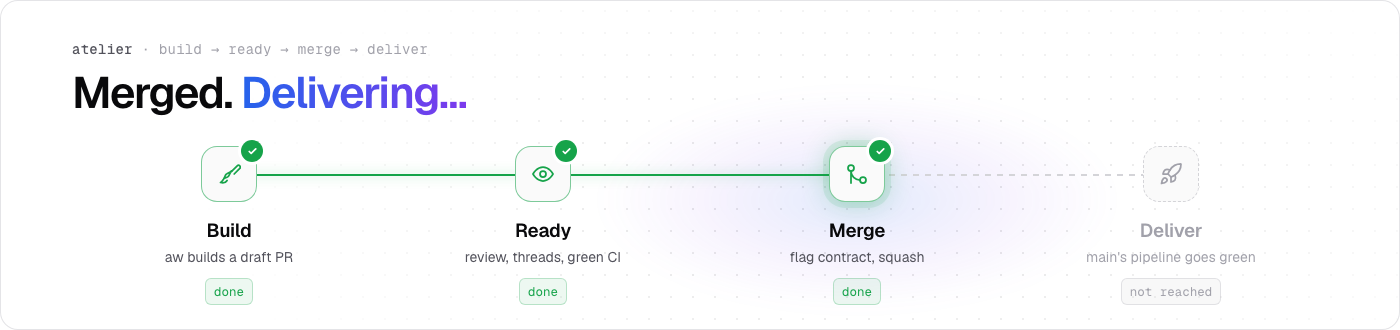 atelier · build → ready → merge → deliver
Merged. Delivering...
Build
aw builds a draft PR
done
Ready
review, threads, green CI
done
Merge
flag contract, squash
done
Deliver
main's pipeline goes green
not reached